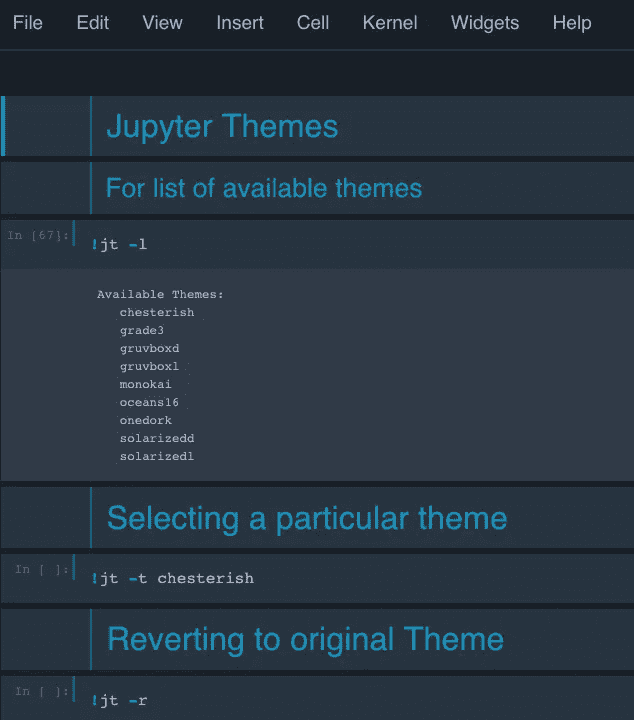 File Edit View Insert Cell Kernel Widgets Help
Jupyter Themes
For list of available themes
In [67]: !jt -l
Available Themes:
chesterish
grade3
gruvboxd
gruvboxl
monokai
oceans16
onedork
solarizedd
solarizedl
Selecting a particular theme
In [ ]: !jt -t chesterish
Reverting to original Theme
In [ ]: !jt -r